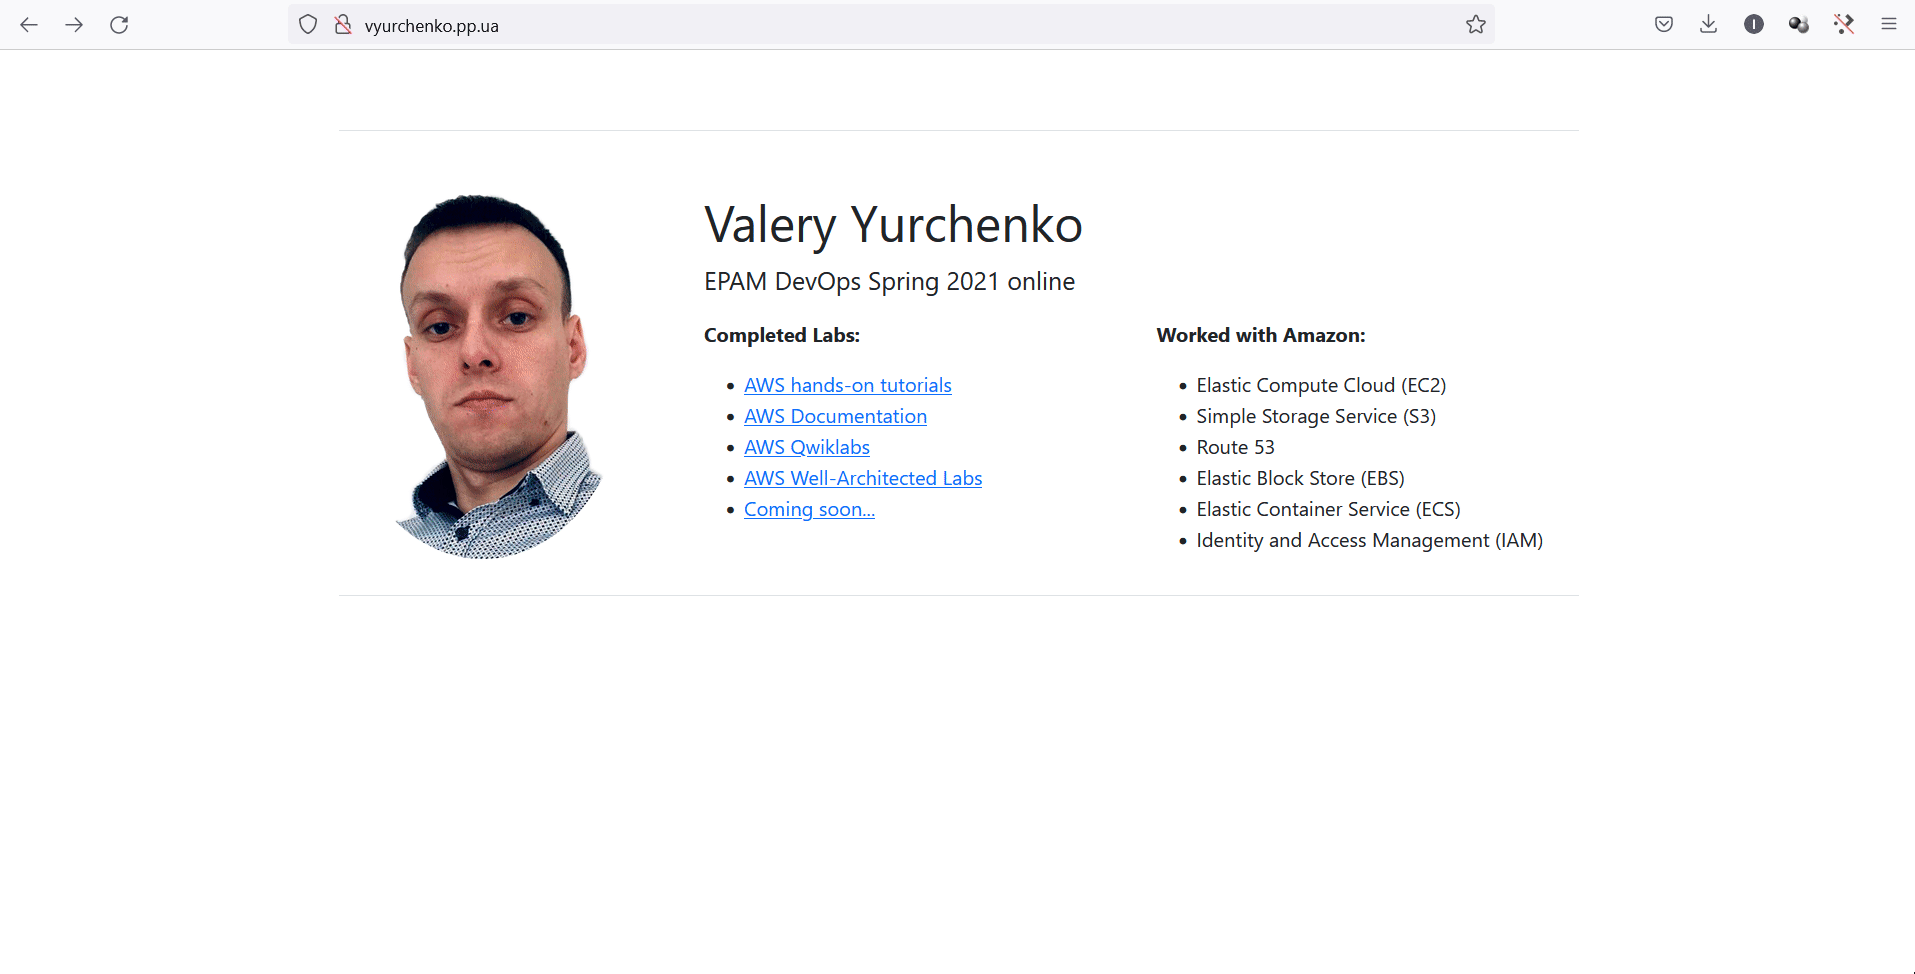 vyurchenko.pp.ua
Valery Yurchenko
EPAM DevOps Spring 2021 online
Completed Labs:
AWS hands-on tutorials
AWS Documentation
AWS Qwiklabs
AWS Well-Architected Labs
Coming soon...
Worked with Amazon:
Elastic Compute Cloud (EC2)
Simple Storage Service (S3)
Route 53
Elastic Block Store (EBS)
Elastic Container Service (ECS)
Identity and Access Management (IAM)